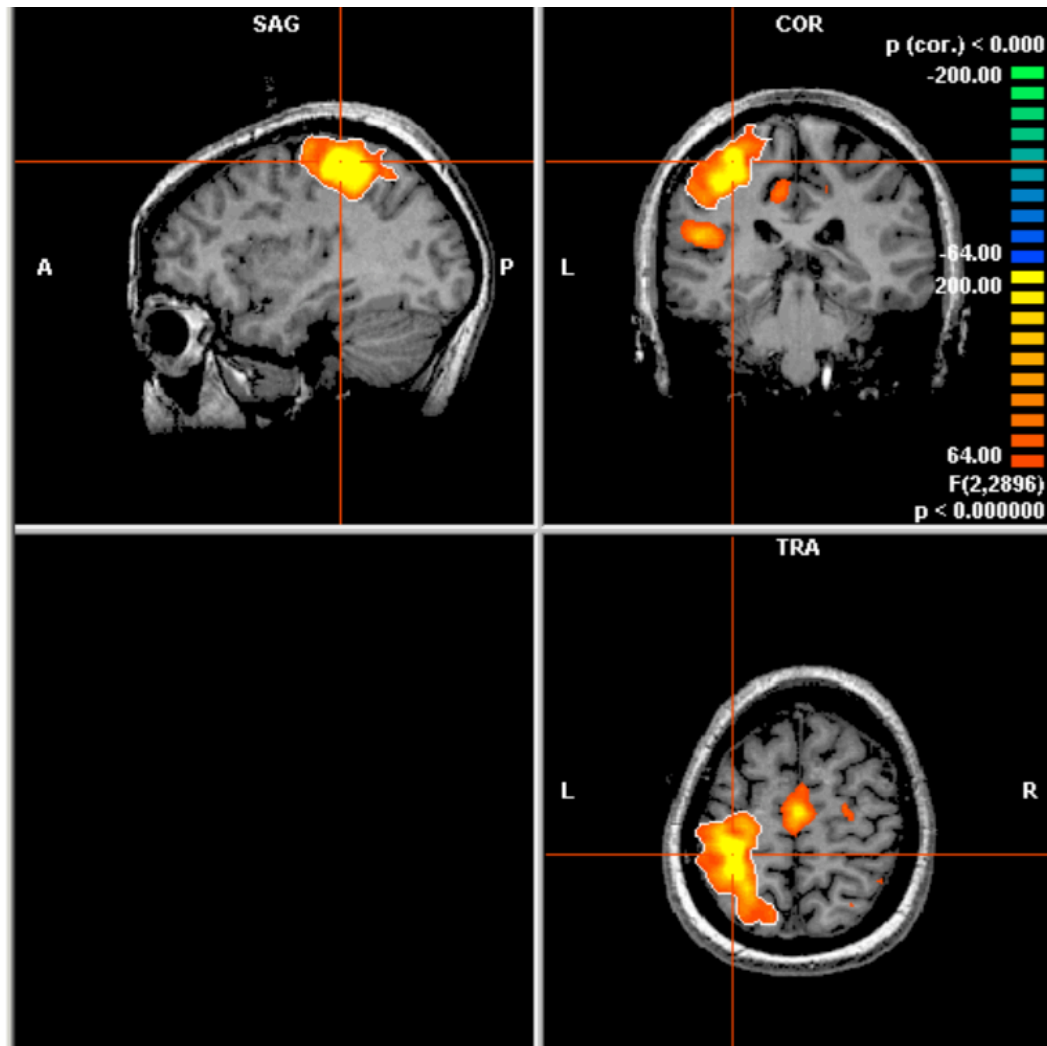 SAG
A
P
COR
p (cor.) < 0.000
-200.00
L
-64.00
200.00
64.00
F(2,2896)
p < 0.000000
TRA
L
R